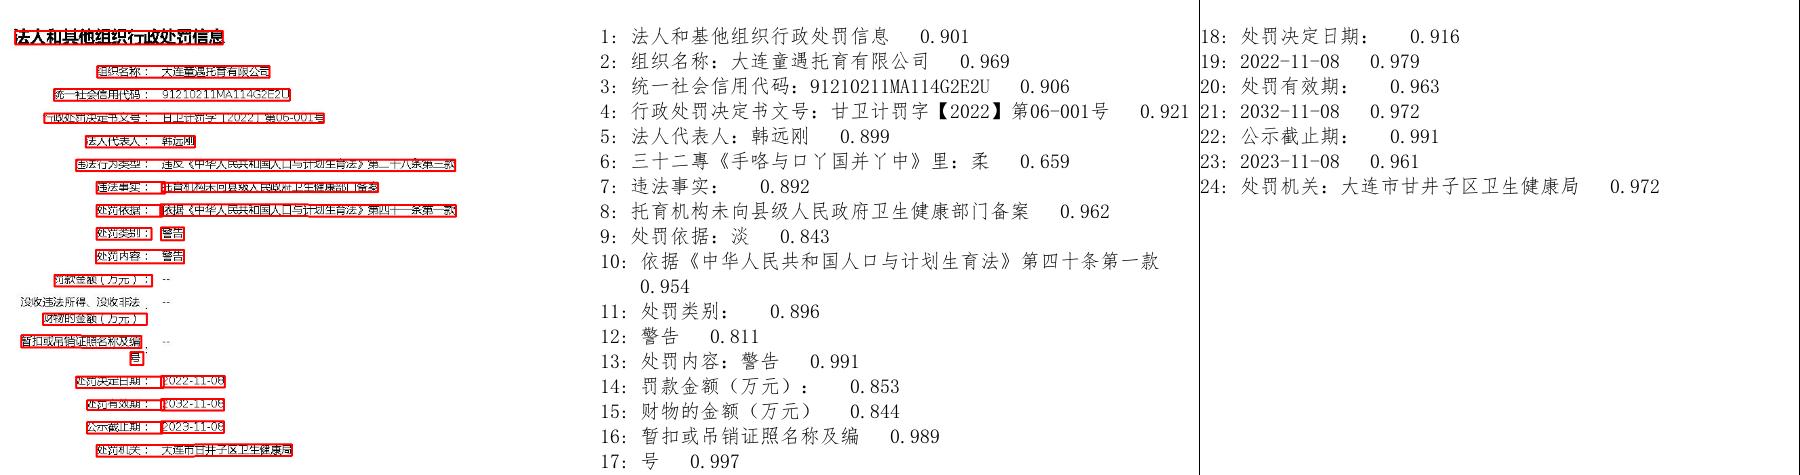 法人和其他组织行政处罚信息
组织名称： 大连童遇托育有限公司
统一社会信用代码： 91210211MA114G2E2U
行政处罚决定书文号： 甘卫计罚字【2022】第06-001号
法人代表人： 韩远刚
违法行为类型： 违反《中华人民共和国人口与计划生育法》第二十八条第三款
违法事实： 托育机构未向县级人民政府卫生健康部门备案
处罚依据： 依据《中华人民共和国人口与计划生育法》第四十一条第一款
处罚类别： 警告
处罚内容： 警告
罚款金额（万元）： --
没收违法所得、没收非法 --
财物的金额（万元）：
暂扣或吊销证照名称及编 --
号：
处罚决定日期： 2022-11-08
处罚有效期： 2032-11-08
公示截止期： 2023-11-08
处罚机关： 大连市甘井子区卫生健康局
1: 法人和基他组织行政处罚信息 0.901
2: 组织名称: 大连童遇托育有限公司 0.969
3: 统一社会信用代码: 91210211MA114G2E2U 0.906
4: 行政处罚决定书文号: 甘卫计罚字【2022】第06-001号 0.921
5: 法人代表人: 韩远刚 0.899
6: 三十二專《手咯与口丫国并丫中》里: 柔 0.659
7: 违法事实: 0.892
8: 托育机构未向县级人民政府卫生健康部门备案 0.962
9: 处罚依据: 淡 0.843
10: 依据《中华人民共和国人口与计划生育法》第四十条第一款
0.954
11: 处罚类别: 0.896
12: 警告 0.811
13: 处罚内容: 警告 0.991
14: 罚款金额（万元）: 0.853
15: 财物的金额（万元） 0.844
16: 暂扣或吊销证照名称及编 0.989
17: 号 0.997
18: 处罚决定日期: 0.916
19: 2022-11-08 0.979
20: 处罚有效期: 0.963
21: 2032-11-08 0.972
22: 公示截止期: 0.991
23: 2023-11-08 0.961
24: 处罚机关: 大连市甘井子区卫生健康局 0.972